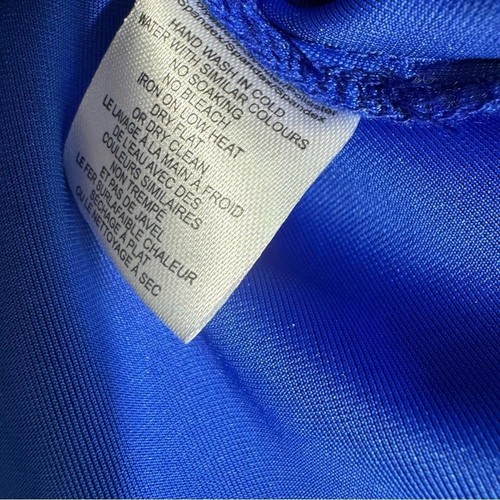 HAND WASH IN COLD
WATER WITH SIMILAR COLOURS
NO SOAKING
NO BLEACH
IRON ON LOW HEAT
DRY FLAT
OR DRY CLEAN
LE LAVAGE À LA MAIN À FROID
DE L'EAU AVEC DES
COULEURS SIMILAIRES
NON TREMPE
ET PAS DE JAVEL
LE FER SUR LAFAIBLE CHALEUR
SECHAGE À PLAT
OU LE NETTOYAGE À SEC